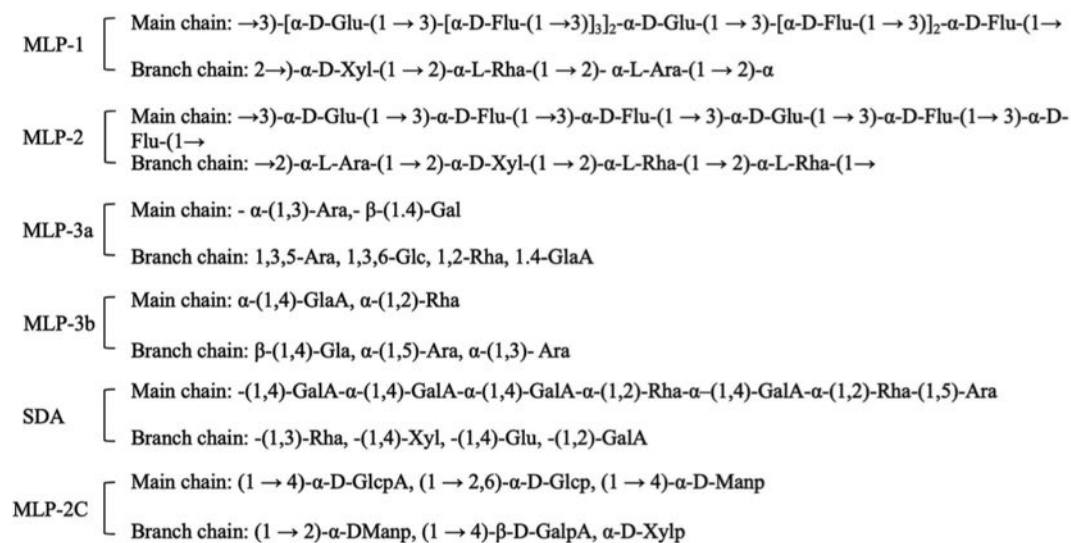 MLP-1
Main chain: →3)-[α-D-Glu-(1 → 3)-[α-D-Flu-(1 →3)]₃]₂-α-D-Glu-(1 → 3)-[α-D-Flu-(1 → 3)]₂-α-D-Flu-(1→
Branch chain: 2→)-α-D-Xyl-(1 → 2)-α-L-Rha-(1 → 2)- α-L-Ara-(1 → 2)-α
MLP-2
Main chain: →3)-α-D-Glu-(1 → 3)-α-D-Flu-(1 →3)-α-D-Flu-(1 → 3)-α-D-Glu-(1 → 3)-α-D-Flu-(1→ 3)-α-D-
Flu-(1→
Branch chain: →2)-α-L-Ara-(1 → 2)-α-D-Xyl-(1 → 2)-α-L-Rha-(1 → 2)-α-L-Rha-(1→
MLP-3a
Main chain: - α-(1,3)-Ara,- β-(1.4)-Gal
Branch chain: 1,3,5-Ara, 1,3,6-Glc, 1,2-Rha, 1.4-GlaA
MLP-3b
Main chain: α-(1,4)-GlaA, α-(1,2)-Rha
Branch chain: β-(1,4)-Gla, α-(1,5)-Ara, α-(1,3)- Ara
SDA
Main chain: -(1,4)-GalA-α-(1,4)-GalA-α-(1,4)-GalA-α-(1,2)-Rha-α–(1,4)-GalA-α-(1,2)-Rha-(1,5)-Ara
Branch chain: -(1,3)-Rha, -(1,4)-Xyl, -(1,4)-Glu, -(1,2)-GalA
MLP-2C
Main chain: (1 → 4)-α-D-GlcpA, (1 → 2,6)-α-D-Glcp, (1 → 4)-α-D-Manp
Branch chain: (1 → 2)-α-DManp, (1 → 4)-β-D-GalpA, α-D-Xylp